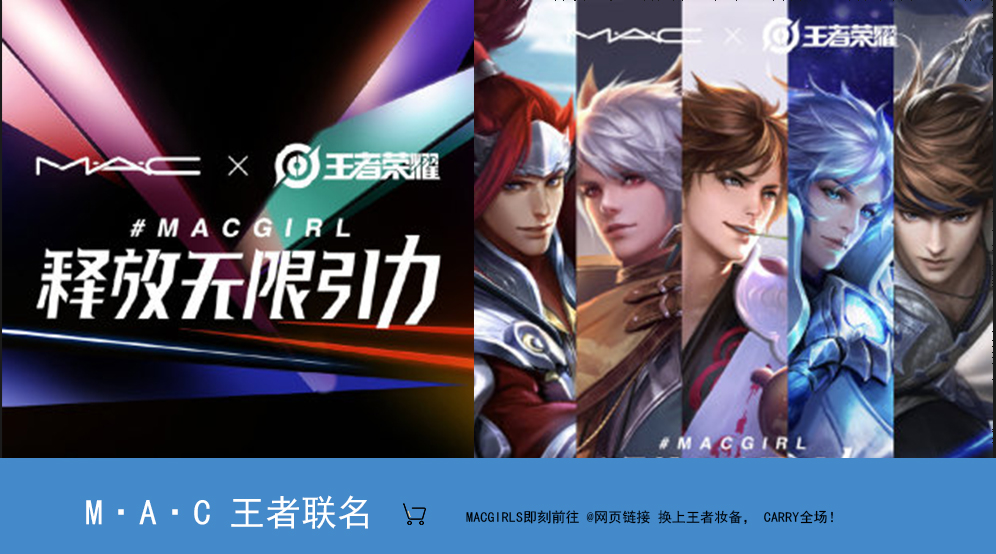 M·A·C × 王者荣耀
#MACGIRL
释放无限引力
M·A·C × 王者荣耀
#MACGIRL
M·A·C 王者联名
MACGIRLS即刻前往 @网页链接 换上王者妆备， CARRY全场！